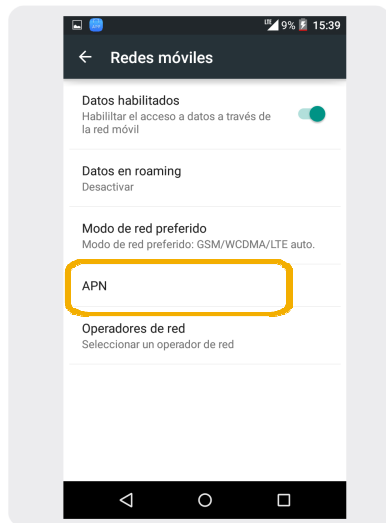 LTE 9% 15:39
Redes móviles
Datos habilitados
Habililtar el acceso a datos a través de
la red móvil
Datos en roaming
Desactivar
Modo de red preferido
Modo de red preferido: GSM/WCDMA/LTE auto.
APN
Operadores de red
Seleccionar un operador de red